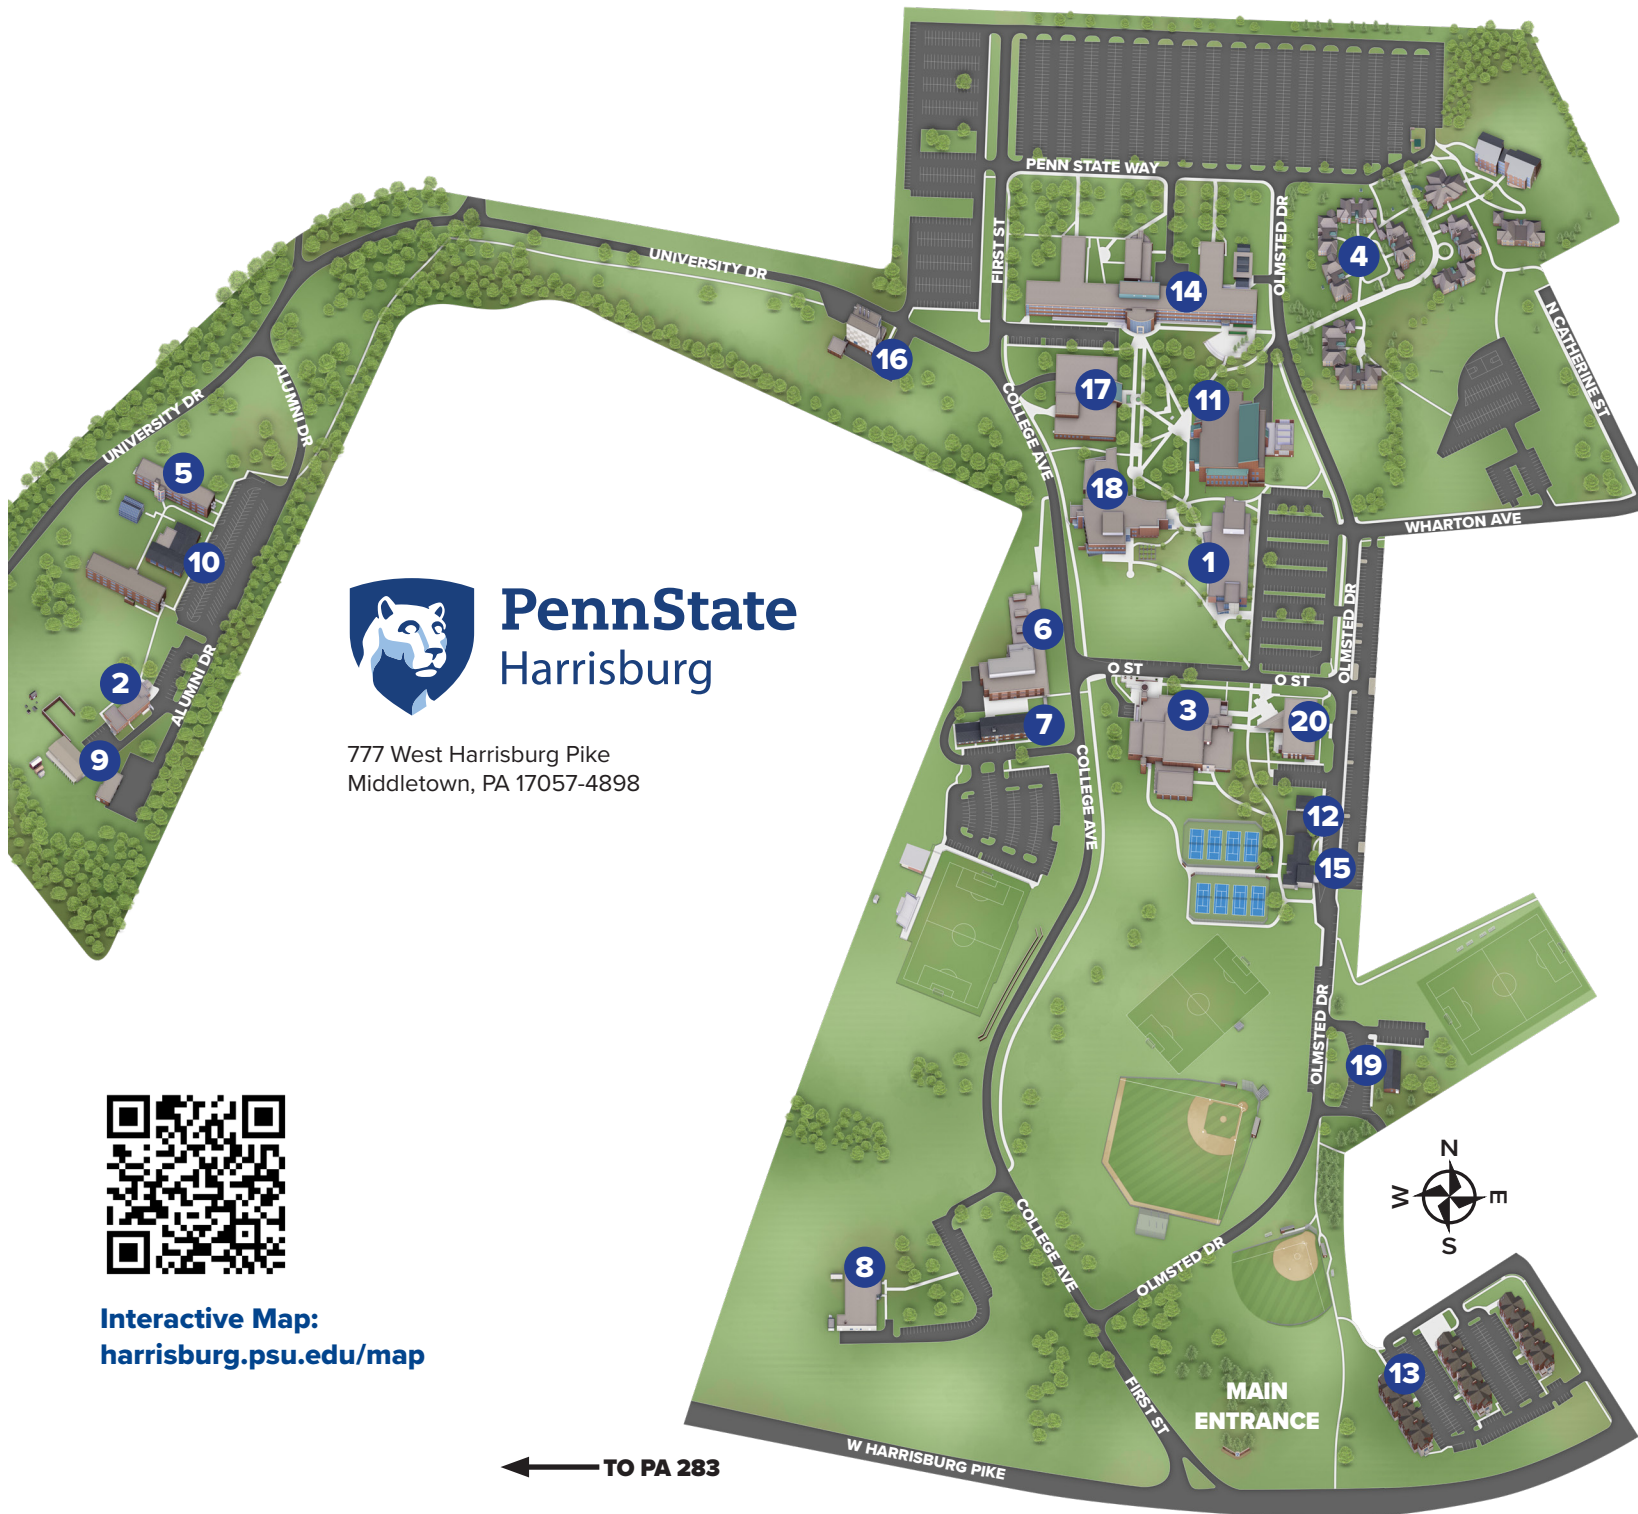 PENN STATE WAY
FIRST ST
OLMSTED DR
4
14
UNIVERSITY DR
N CATHERINE ST
16
17
11
COLLEGE AVE
ALUMNI DR
UNIVERSITY DR
5
18
WHARTON AVE
10
1
PennState
Harrisburg
6
OLMSTED DR
O ST
O ST
2
ALUMNI DR
3
20
7
9
777 West Harrisburg Pike
Middletown, PA 17057-4898
COLLEGE AVE
12
15
OLMSTED DR
19
N
W
E
S
COLLEGE AVE
OLMSTED DR
8
Interactive Map:
harrisburg.psu.edu/map
13
FIRST ST
MAIN
ENTRANCE
W HARRISBURG PIKE
TO PA 283